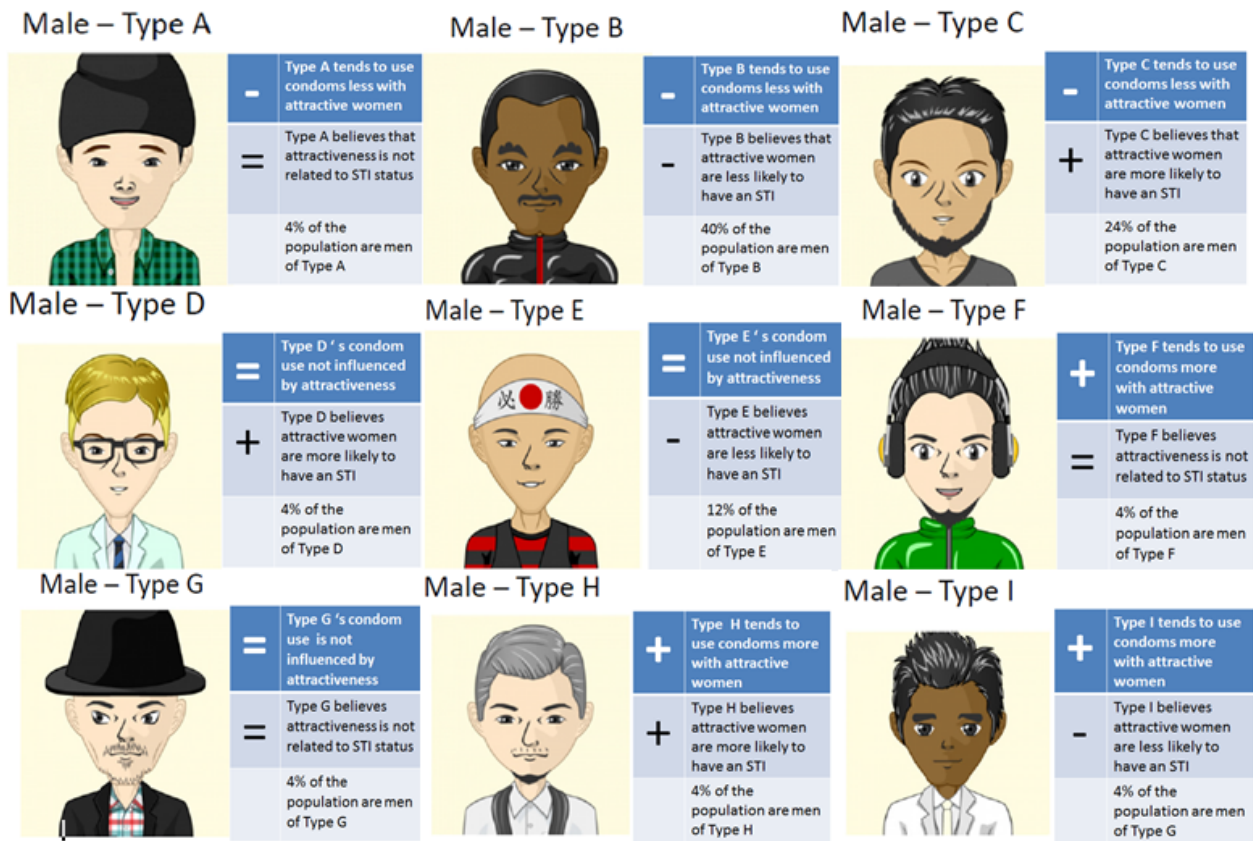 Male – Type A
-
Type A tends to use
condoms less with
attractive women
=
Type A believes that
attractiveness is not
related to STI status
4% of the
population are men
of Type A
Male – Type B
-
Type B tends to use
condoms less with
attractive women
-
Type B believes that
attractive women
are less likely to
have an STI
40% of the
population are men
of Type B
Male – Type C
-
Type C tends to use
condoms less with
attractive women
+
Type C believes that
attractive women
are more likely to
have an STI
24% of the
population are men
of Type C
Male – Type D
=
Type D ‘ s condom
use not influenced
by attractiveness
+
Type D believes
attractive women
are more likely to
have an STI
4% of the
population are men
of Type D
Male – Type E
必勝
=
Type E ‘ s condom
use not influenced
by attractiveness
-
Type E believes
attractive women
are less likely to
have an STI
12% of the
population are men
of Type E
Male – Type F
+
Type F tends to use
condoms more
with attractive
women
=
Type F believes
attractiveness is not
related to STI status
4% of the
population are men
of Type F
Male – Type G
=
Type G ‘s condom
use is not
influenced by
attractiveness
=
Type G believes
attractiveness is not
related to STI status
4% of the
population are men
of Type G
Male – Type H
+
Type H tends to
use condoms more
with attractive
women
+
Type H believes
attractive women
are more likely to
have an STI
4% of the
population are men
of Type H
Male – Type I
+
Type I tends to use
condoms more
with attractive
women
-
Type I believes
attractive women
are less likely to
have an STI
4% of the
population are men
of Type G